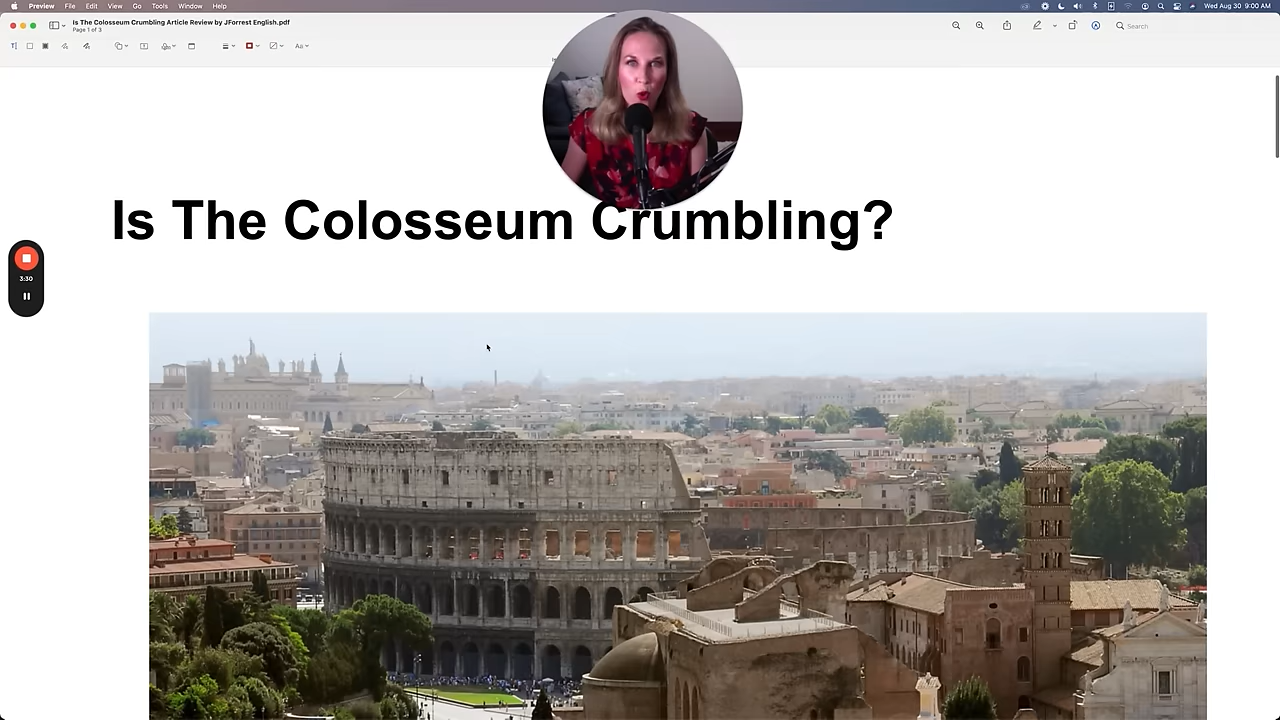 Preview File Edit View Go Tools Window Help Wed Aug 30 9:00 AM
Is The Colosseum Crumbling Article Review by JForrest English.pdf
Page 1 of 3
Search
Aa
Is The Colosseum Crumbling?
3:30